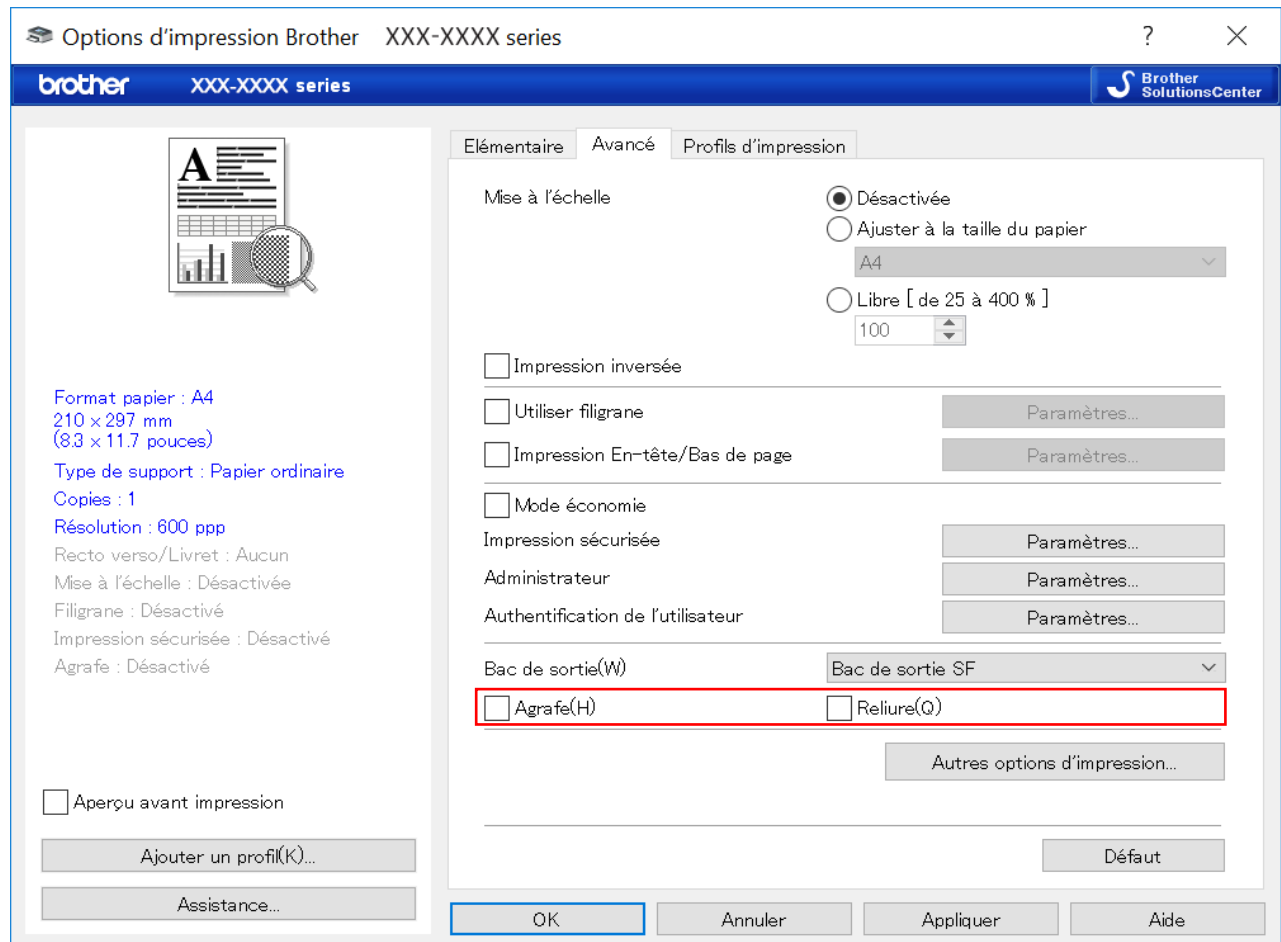 Options d'impression Brother XXX-XXXX series
brother XXX-XXXX series
Brother
SolutionsCenter
A
Format papier : A4
210 × 297 mm
(8.3 × 11.7 pouces)
Type de support : Papier ordinaire
Copies : 1
Résolution : 600 ppp
Recto verso/Livret : Aucun
Mise à l'échelle : Désactivée
Filigrane : Désactivé
Impression sécurisée : Désactivé
Agrafe : Désactivé
Aperçu avant impression
Ajouter un profil(K)...
Assistance...
Elémentaire Avancé Profils d'impression
Mise à l'échelle Désactivée
Ajuster à la taille du papier
A4
Libre [ de 25 à 400 % ]
100
Impression inversée
Utiliser filigrane Paramètres...
Impression En-tête/Bas de page Paramètres...
Mode économie
Impression sécurisée Paramètres...
Administrateur Paramètres...
Authentification de l'utilisateur Paramètres...
Bac de sortie(W) Bac de sortie SF
Agrafe(H) Reliure(Q)
Autres options d'impression...
Défaut
OK Annuler Appliquer Aide